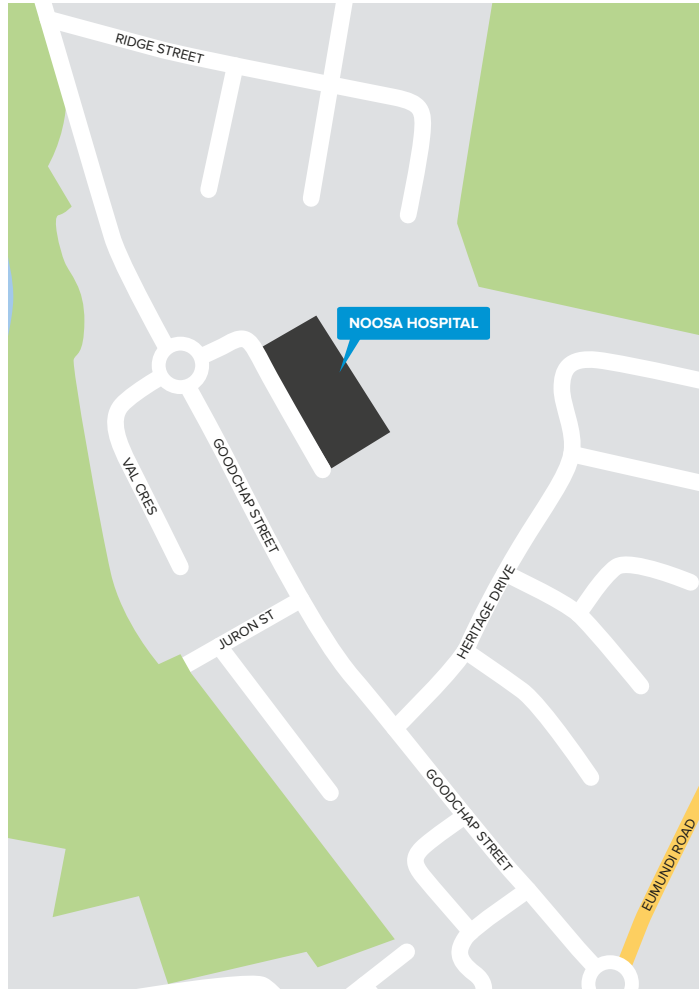 RIDGE STREET
NOOSA HOSPITAL
GOODCHAP STREET
VAL CRES
JURON ST
HERITAGE DRIVE
GOODCHAP STREET
EUMUNDI ROAD